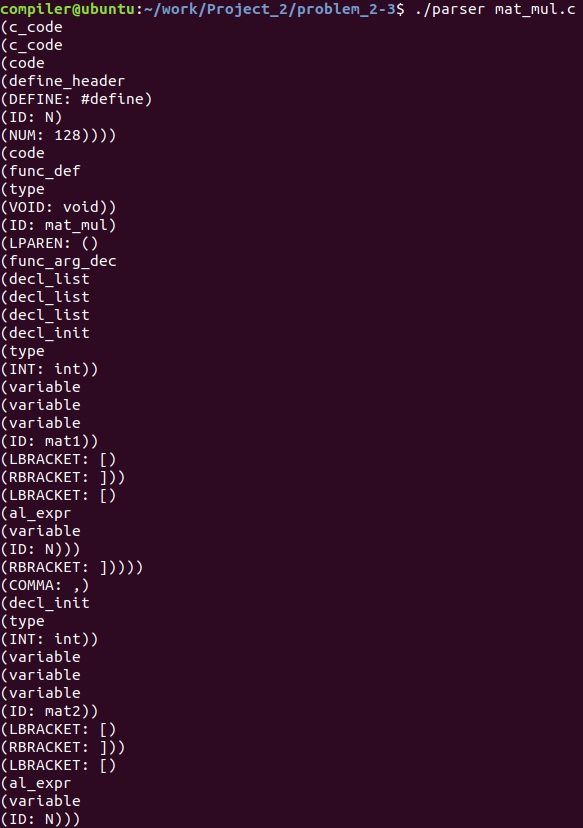 compiler@ubuntu:~/work/Project_2/problem_2-3$ ./parser mat_mul.c
(c_code
(c_code
(code
(define_header
(DEFINE: #define)
(ID: N)
(NUM: 128))))
(code
(func_def
(type
(VOID: void))
(ID: mat_mul)
(LPAREN: ()
(func_arg_dec
(decl_list
(decl_list
(decl_list
(decl_init
(type
(INT: int))
(variable
(variable
(variable
(ID: mat1))
(LBRACKET: [)
(RBRACKET: ]))
(LBRACKET: [)
(al_expr
(variable
(ID: N)))
(RBRACKET: ]))))
(COMMA: ,)
(decl_init
(type
(INT: int))
(variable
(variable
(variable
(ID: mat2))
(LBRACKET: [)
(RBRACKET: ]))
(LBRACKET: [)
(al_expr
(variable
(ID: N)))